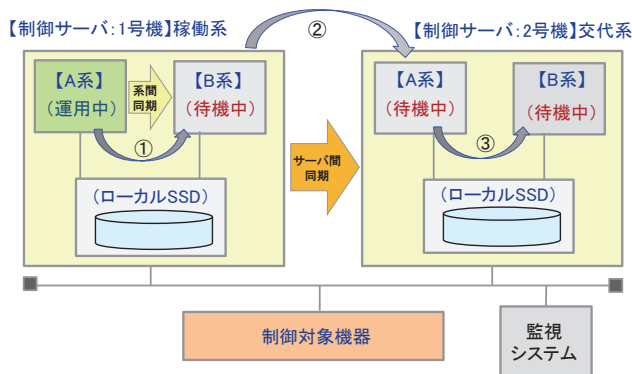 【制御サーバ：1号機】稼働系
②
【制御サーバ：2号機】交代系
【A系】
（運用中）
系間
同期
【B系】
（待機中）
①
（ローカルSSD）
サーバ間
同期
【A系】
（待機中）
【B系】
（待機中）
③
（ローカルSSD）
制御対象機器
監視
システム